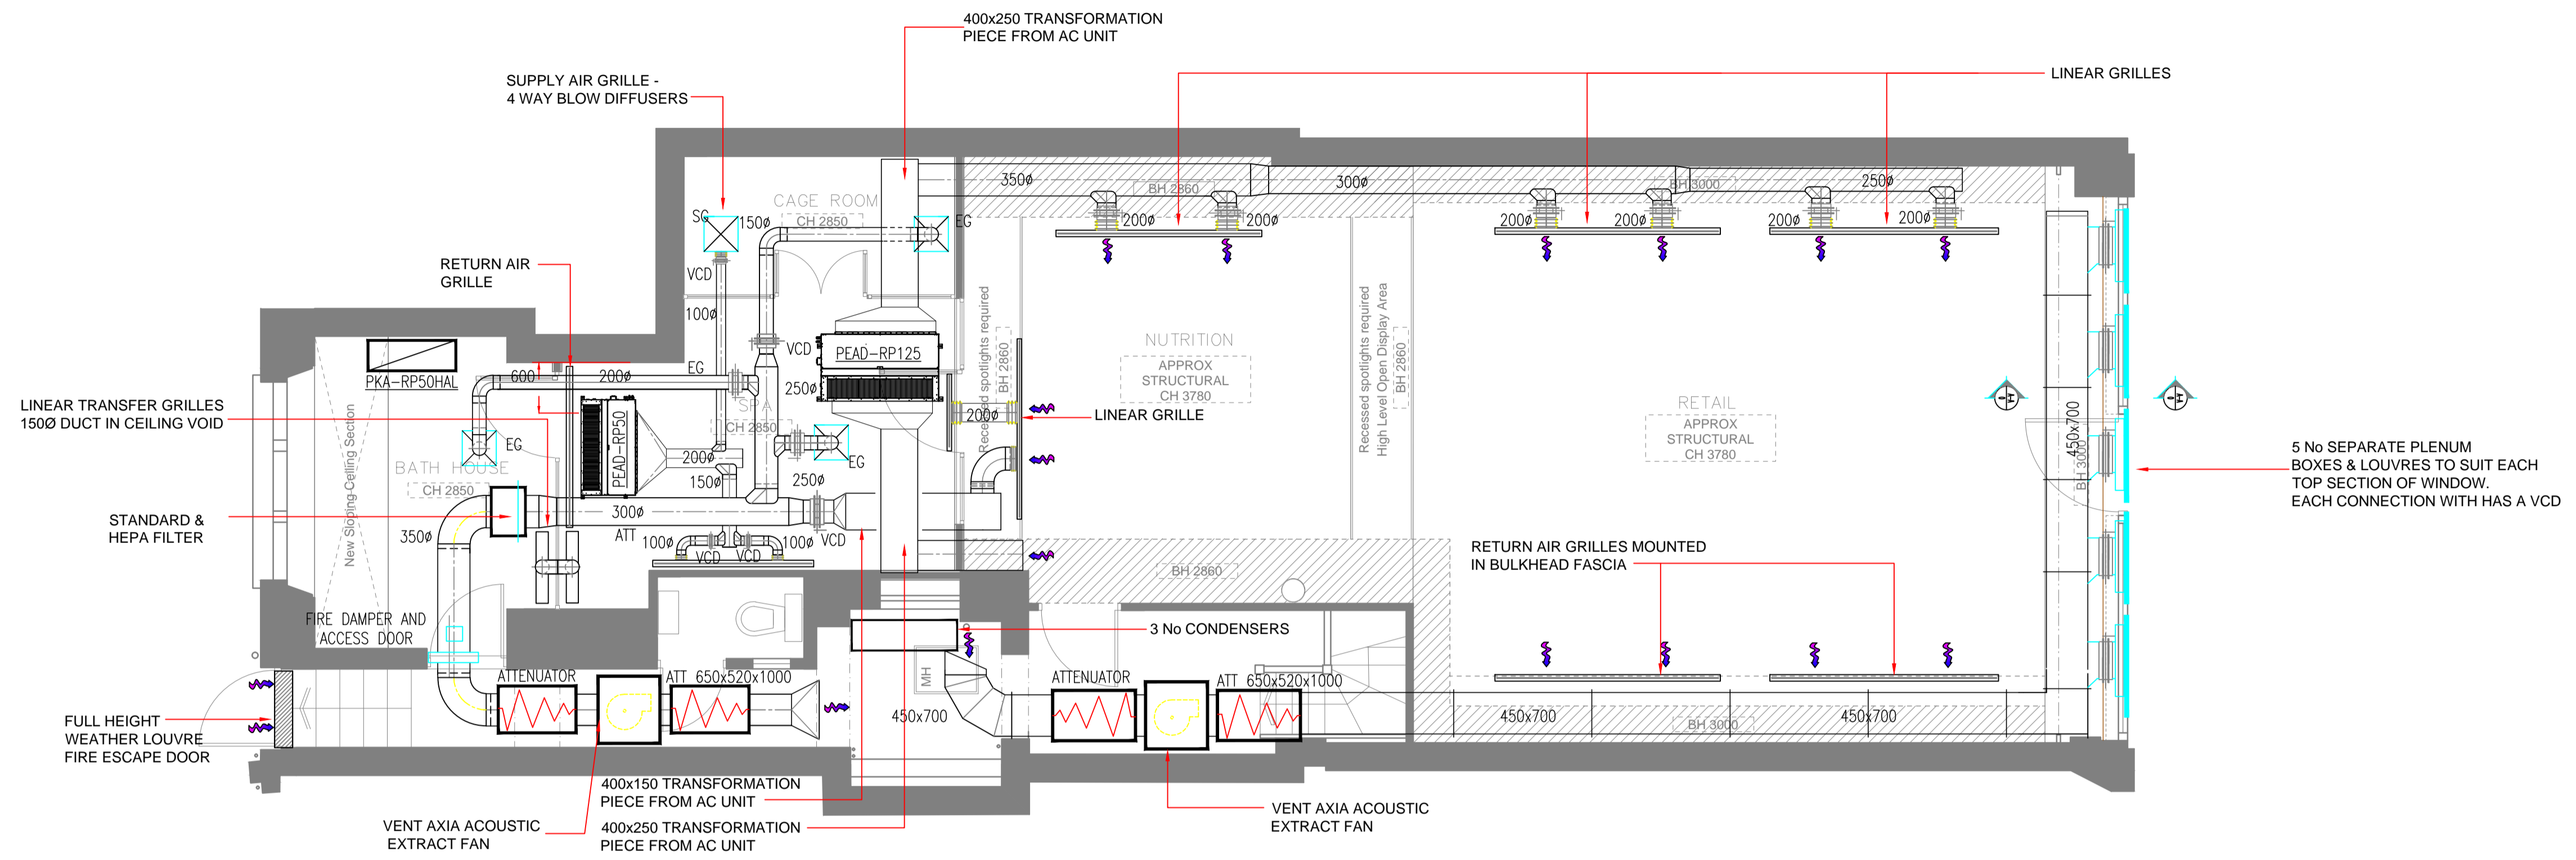 400x250 TRANSFORMATION
PIECE FROM AC UNIT
SUPPLY AIR GRILLE -
4 WAY BLOW DIFFUSERS
LINEAR GRILLES
RETURN AIR
GRILLE
LINEAR TRANSFER GRILLES
150Ø DUCT IN CEILING VOID
STANDARD &
HEPA FILTER
FULL HEIGHT
WEATHER LOUVRE
FIRE ESCAPE DOOR
VENT AXIA ACOUSTIC
EXTRACT FAN
400x150 TRANSFORMATION
PIECE FROM AC UNIT
400x250 TRANSFORMATION
PIECE FROM AC UNIT
VENT AXIA ACOUSTIC
EXTRACT FAN
3 No CONDENSERS
RETURN AIR GRILLES MOUNTED
IN BULKHEAD FASCIA
LINEAR GRILLE
5 No SEPARATE PLENUM
BOXES & LOUVRES TO SUIT EACH
TOP SECTION OF WINDOW.
EACH CONNECTION WITH HAS A VCD
CAGE ROOM
CH 2850
SG
150ø
EG
VCD
100ø
VCD
PEAD-RP125
250ø
EG
200ø
600
PKA-RP50HAL
PEAD-RP50
SPA
CH 2850
EG
EG
200ø
150ø
250ø
BATH HOUSE
CH 2850
New Sloping Ceiling Section
300ø
ATT
350ø
100ø
VCD
VCD
100ø
VCD
FIRE DAMPER AND
ACCESS DOOR
ATTENUATOR
ATT 650x520x1000
450x700
MH
ATTENUATOR
ATT 650x520x1000
350ø
BH 2860
300ø
BH 3000
250ø
200ø
200ø
200ø
200ø
200ø
200ø
Recessed spotlights required
BH 2860
200ø
NUTRITION
APPROX
STRUCTURAL
CH 3780
Recessed spotlights required
High Level Open Display Area
BH 2860
RETAIL
APPROX
STRUCTURAL
CH 3780
BH 2860
450x700
BH 3000
450x700
BH 3000
450x700